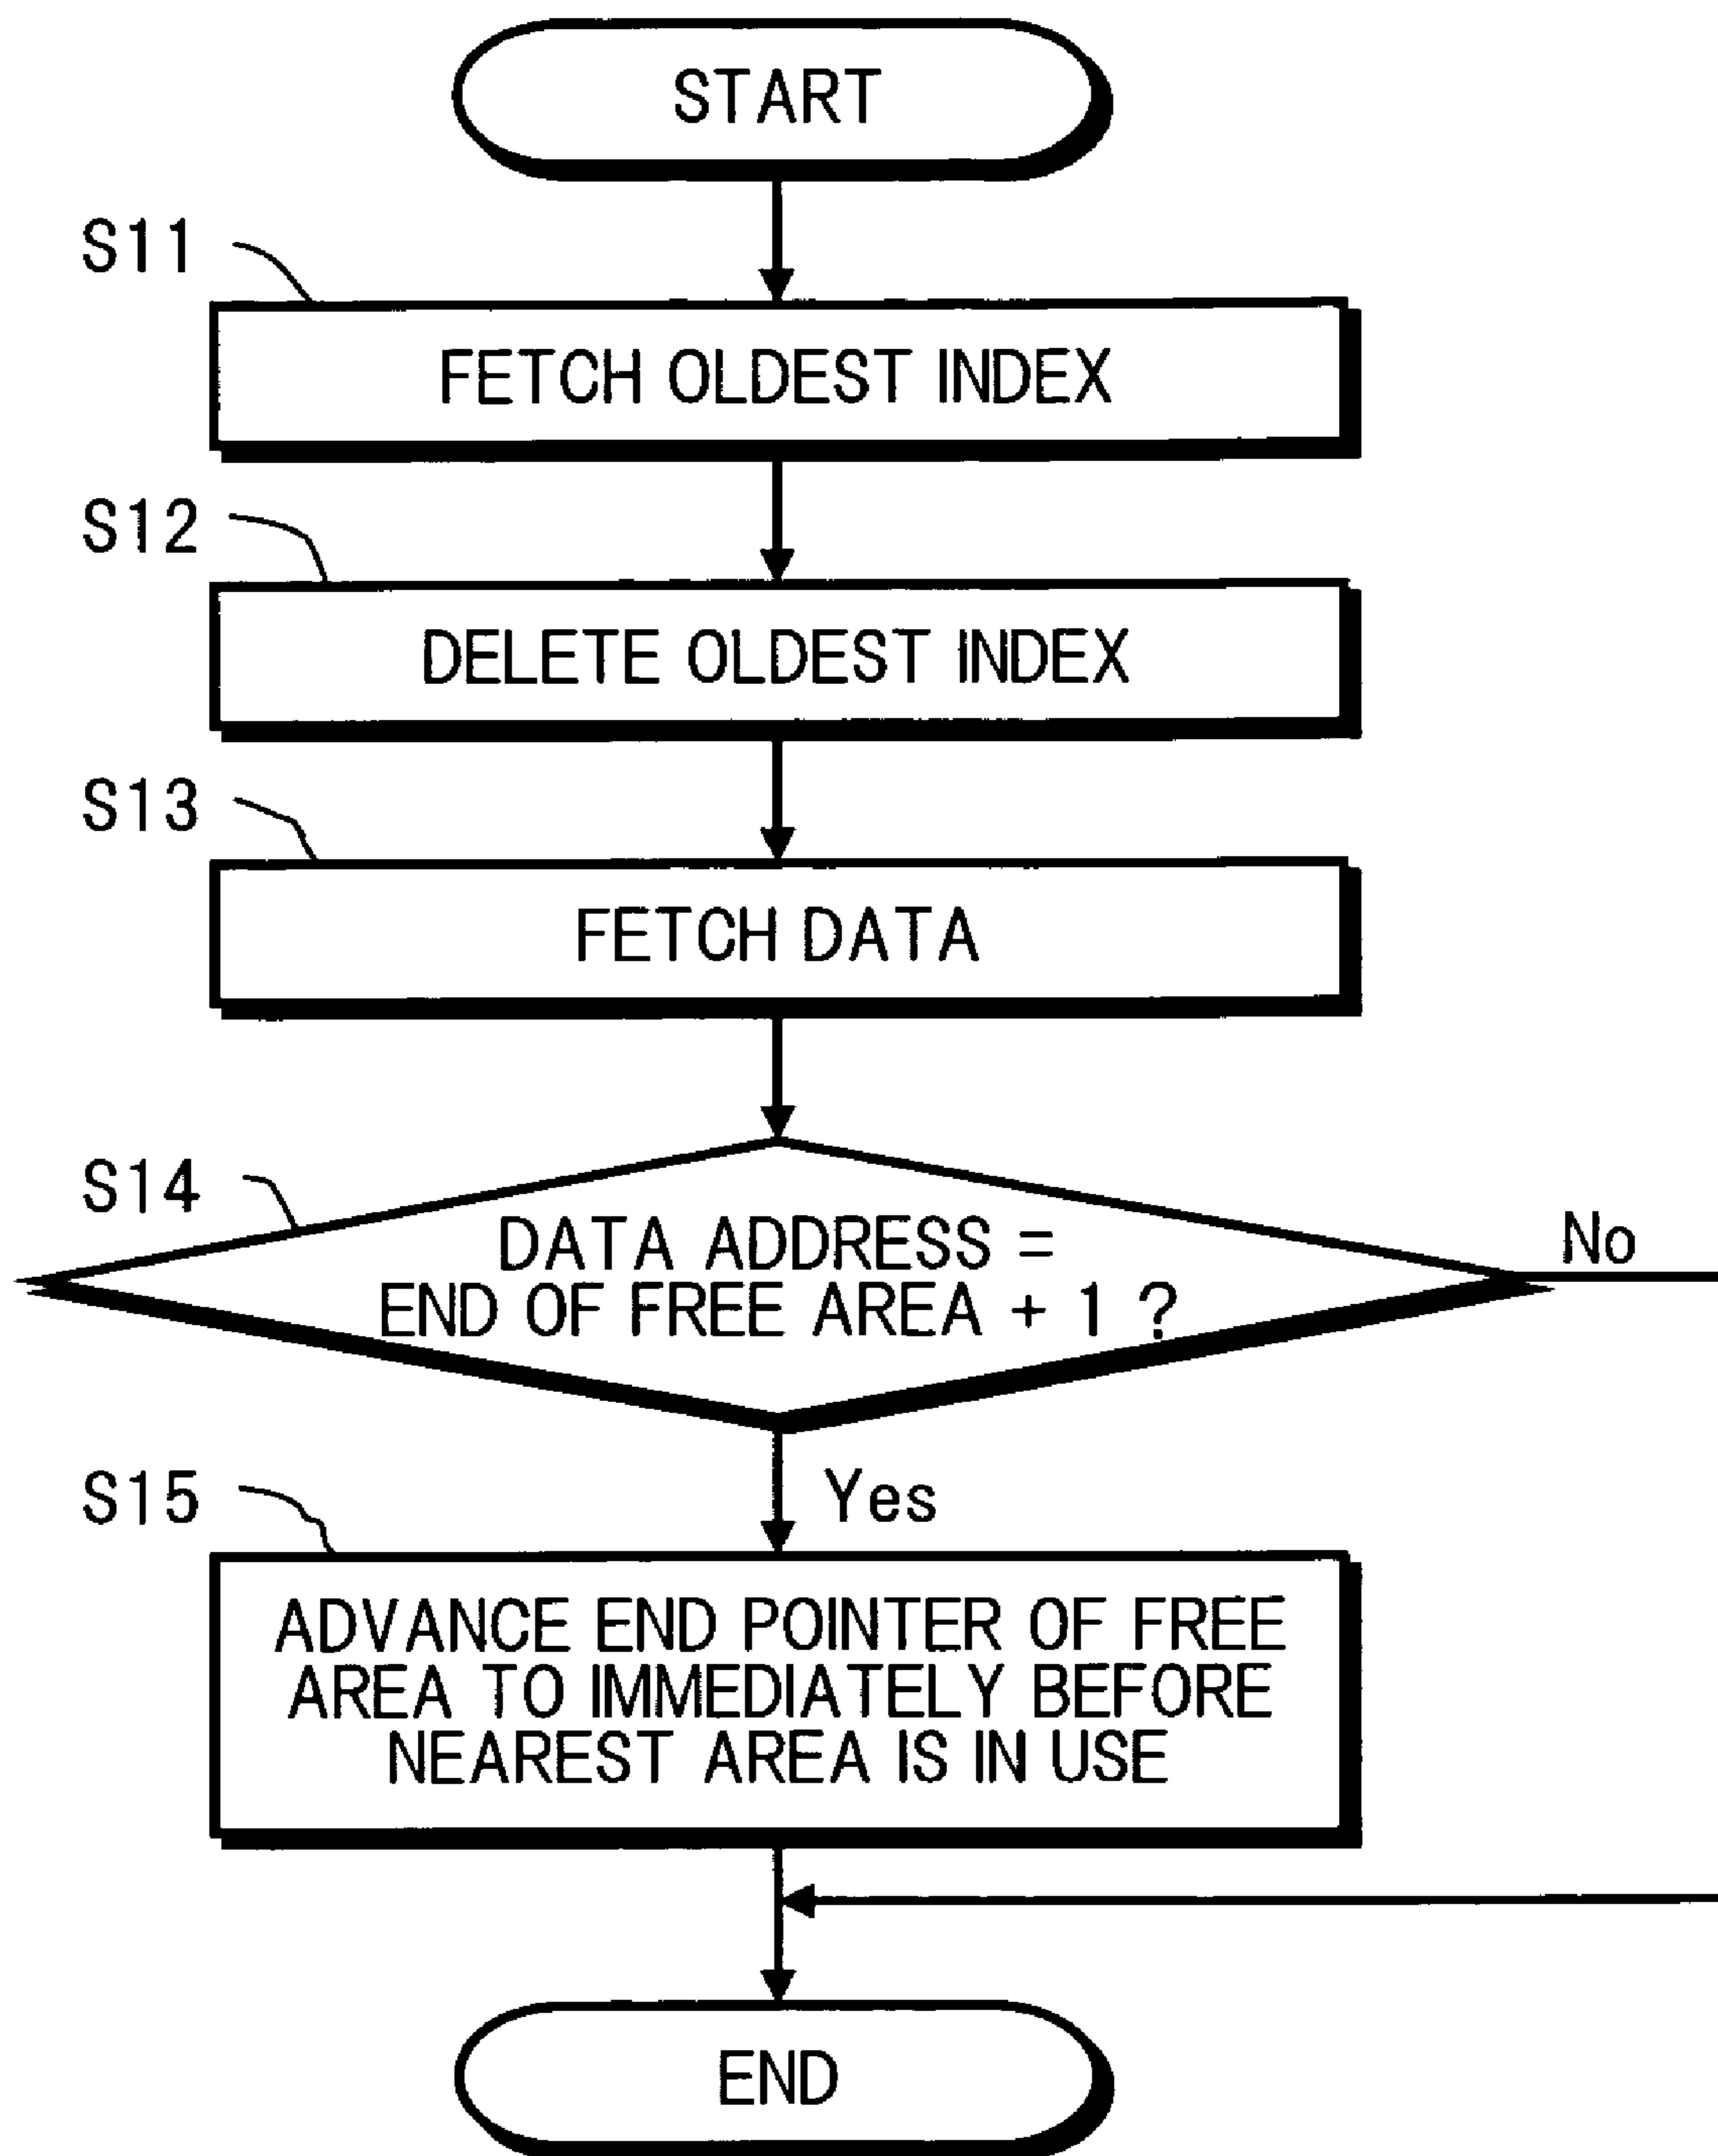 START
S11
FETCH OLDEST INDEX
S12
DELETE OLDEST INDEX
S13
FETCH DATA
S14
DATA ADDRESS =
END OF FREE AREA + 1 ?
No
Yes
S15
ADVANCE END POINTER OF FREE
AREA TO IMMEDIATELY BEFORE
NEAREST AREA IS IN USE
END